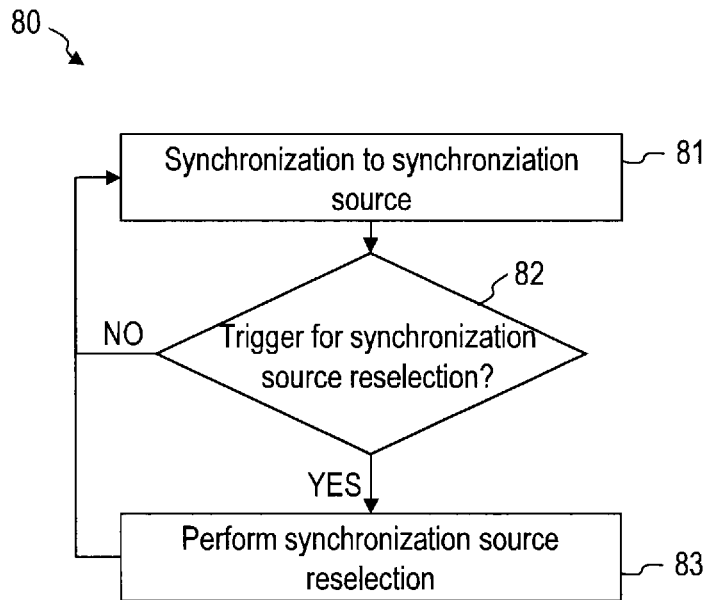 80
Synchronization to synchronziation
source
81
82
NO
Trigger for synchronization
source reselection?
YES
Perform synchronization source
reselection
83